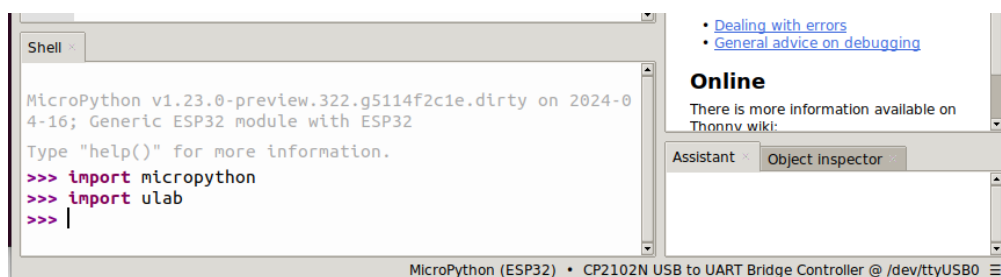 Shell
MicroPython v1.23.0-preview.322.g5114f2c1e.dirty on 2024-0
4-16; Generic ESP32 module with ESP32
Type "help()" for more information.
>>> import micropython
>>> import ulab
>>>
• Dealing with errors
• General advice on debugging
Online
There is more information available on
Thonny wiki:
Assistant
Object inspector
MicroPython (ESP32) • CP2102N USB to UART Bridge Controller @ /dev/ttyUSB0 ☰